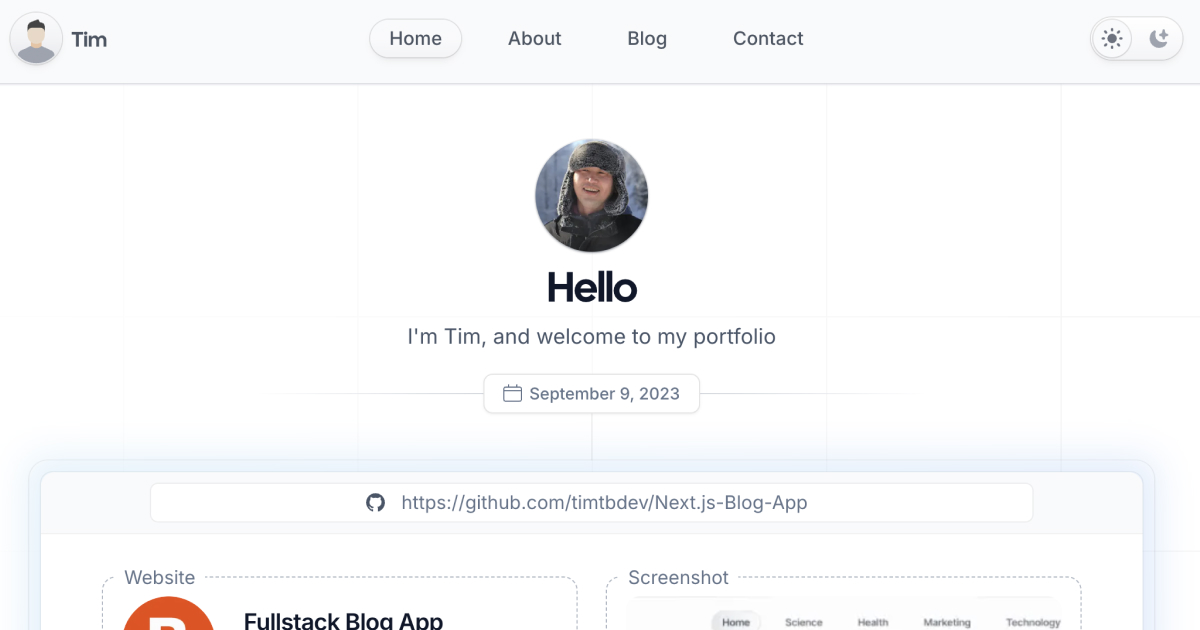 Tim
Home
About
Blog
Contact
Hello
I'm Tim, and welcome to my portfolio
September 9, 2023
https://github.com/timtbdev/Next.js-Blog-App
Website
Screenshot
Fullstack Blog App
Home
Science
Health
Marketing
Technology